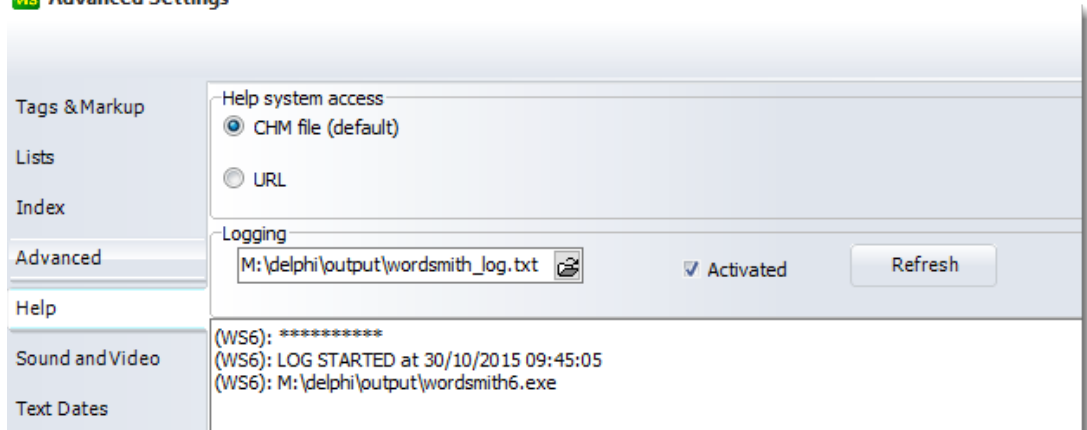 WS Advanced Settings
Tags & Markup
Lists
Index
Advanced
Help
Sound and Video
Text Dates
Help system access
CHM file (default)
URL
Logging
M:\delphi\output\wordsmith_log.txt
Activated
Refresh
(WS6): **********
(WS6): LOG STARTED at 30/10/2015 09:45:05
(WS6): M:\delphi\output\wordsmith6.exe